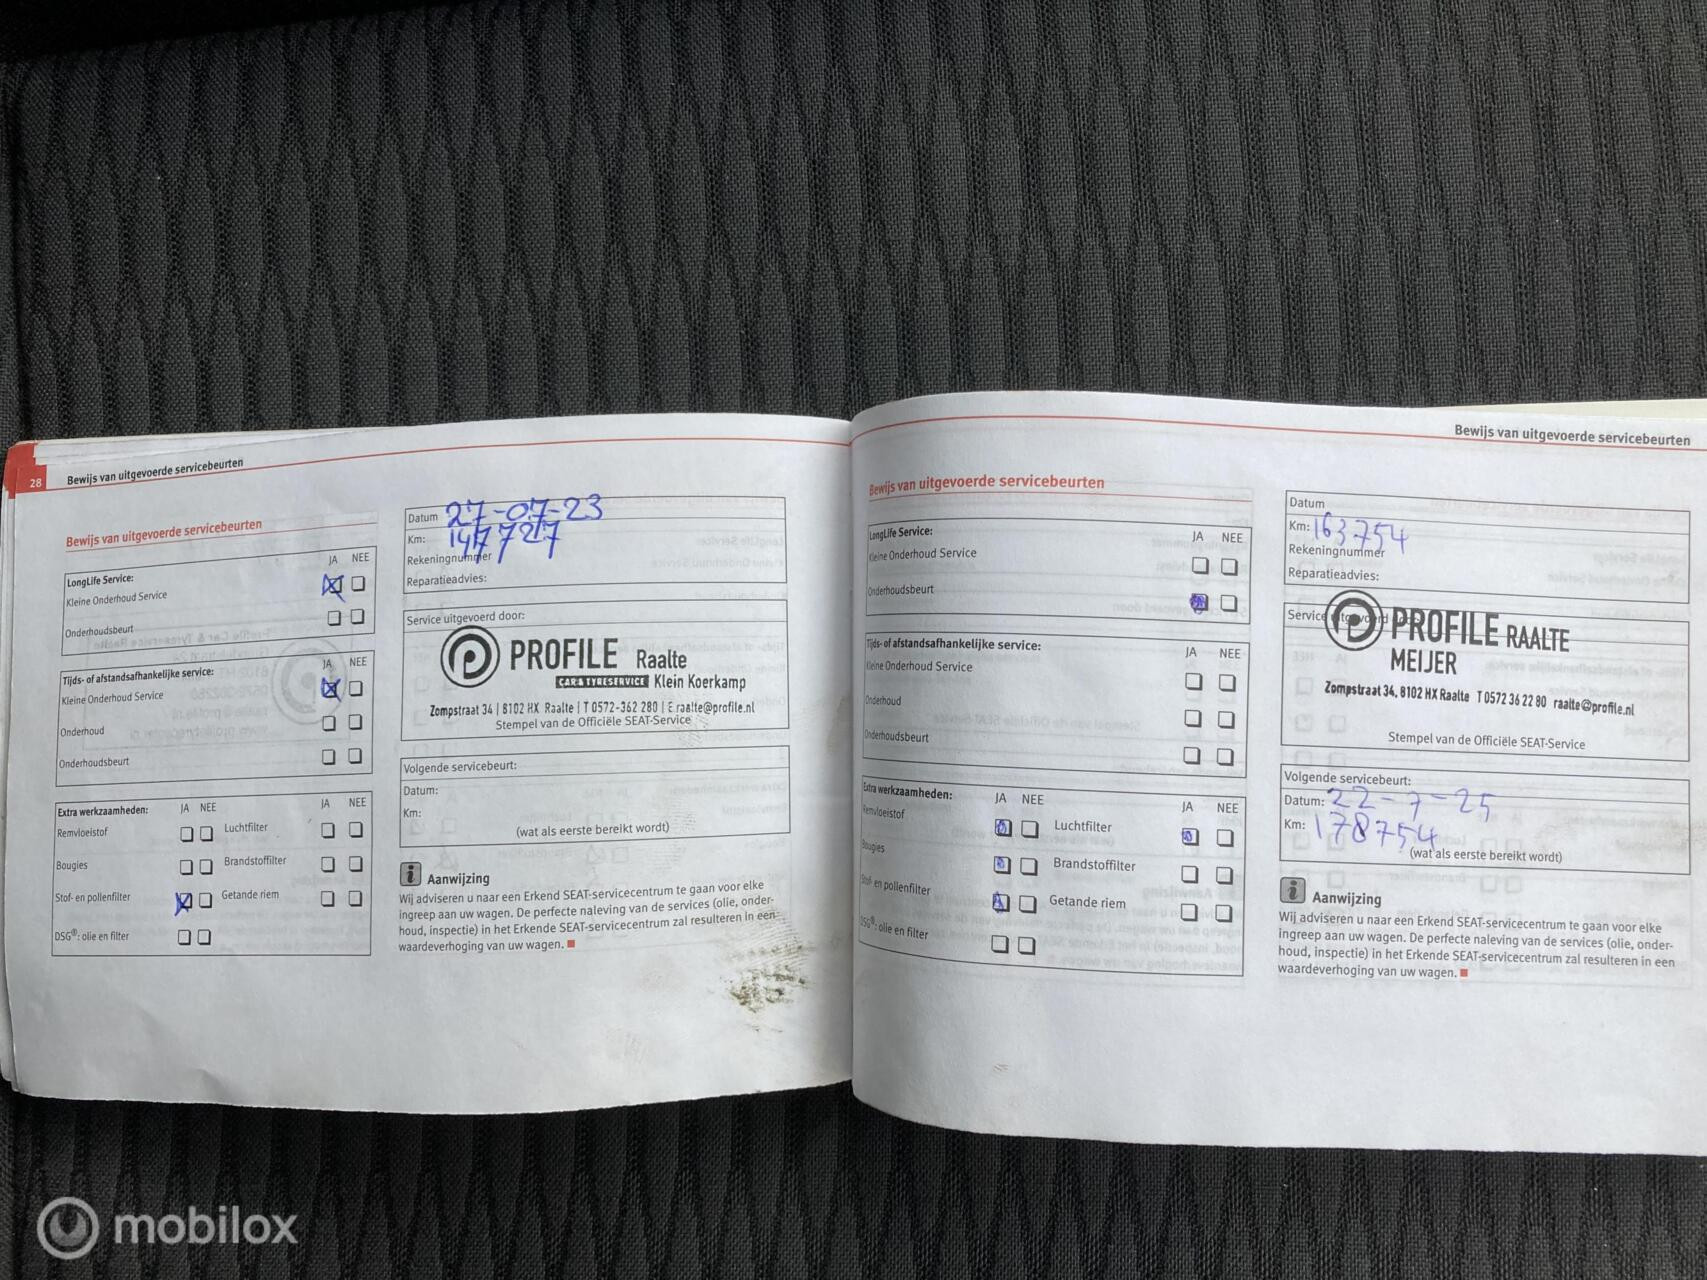 28 Bewijs van uitgevoerde servicebeurten
Bewijs van uitgevoerde servicebeurten
JA NEE
LongLife Service:
Kleine Onderhoud Service
Onderhoudsbeurt
JA NEE
Tijds- of afstandsafhankelijke service:
Kleine Onderhoud Service
Onderhoud
Onderhoudsbeurt
Extra werkzaamheden: JA NEE JA NEE
Remvloeistof Luchtfilter
Bougies Brandstoffilter
Stof- en pollenfilter Getande riem
DSG®: olie en filter
Datum 27-07-23
Km: 147727
Rekeningnummer
Reparatieadvies:
Service uitgevoerd door:
PROFILE Raalte
CAR & TYRESERVICE Klein Koerkamp
Zompstraat 34 | 8102 HX Raalte | T 0572-362 280 | E raalte@profile.nl
Stempel van de Officiële SEAT-Service
Volgende servicebeurt:
Datum:
Km:
(wat als eerste bereikt wordt)
i Aanwijzing
Wij adviseren u naar een Erkend SEAT-servicecentrum te gaan voor elke
ingreep aan uw wagen. De perfecte naleving van de services (olie, onder-
houd, inspectie) in het Erkende SEAT-servicecentrum zal resulteren in een
waardeverhoging van uw wagen.
Bewijs van uitgevoerde servicebeurten
Bewijs van uitgevoerde servicebeurten
LongLife Service: JA NEE
Kleine Onderhoud Service
Onderhoudsbeurt
Tijds- of afstandsafhankelijke service: JA NEE
Kleine Onderhoud Service
Onderhoud
Onderhoudsbeurt
Extra werkzaamheden: JA NEE JA NEE
Remvloeistof Luchtfilter
Bougies Brandstoffilter
Stof- en pollenfilter Getande riem
DSG®: olie en filter
Datum
Km: 163754
Rekeningnummer
Reparatieadvies:
Service
PROFILE RAALTE
MEIJER
Zompstraat 34, 8102 HX Raalte T 0572 36 22 80 raalte@profile.nl
Stempel van de Officiële SEAT-Service
Volgende servicebeurt:
Datum: 22-7-25
Km: 178754
(wat als eerste bereikt wordt)
i Aanwijzing
Wij adviseren u naar een Erkend SEAT-servicecentrum te gaan voor elke
ingreep aan uw wagen. De perfecte naleving van de services (olie, onder-
houd, inspectie) in het Erkende SEAT-servicecentrum zal resulteren in een
waardeverhoging van uw wagen.
mobilox